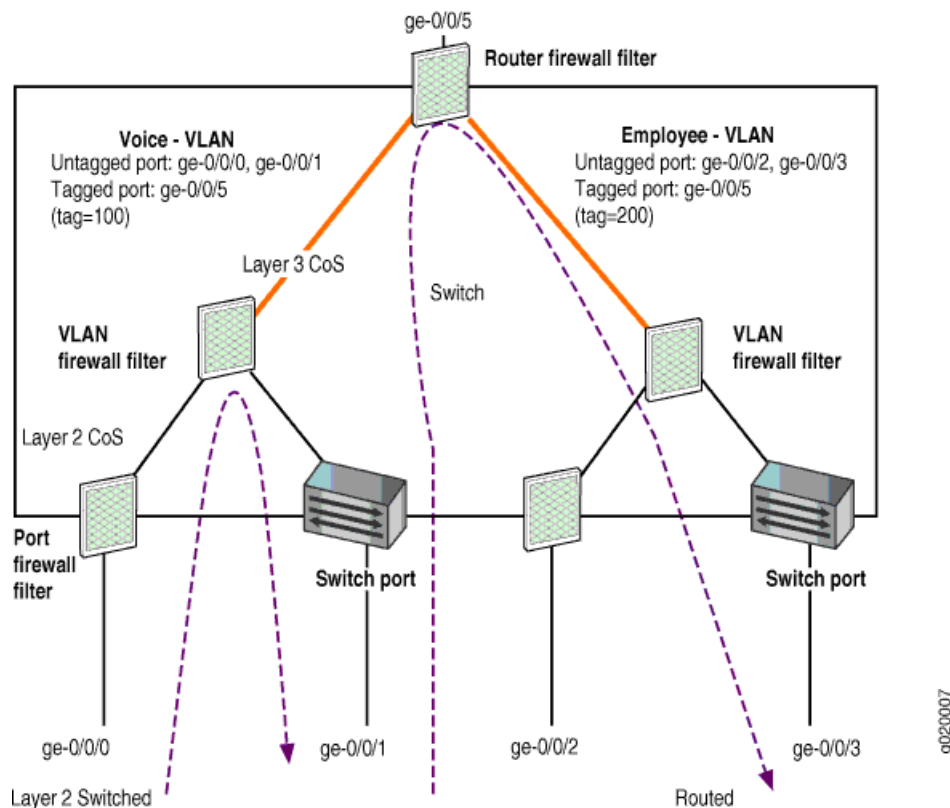 ge-0/0/5
Router firewall filter
Voice - VLAN
Untagged port: ge-0/0/0, ge-0/0/1
Tagged port: ge-0/0/5
(tag=100)
Employee - VLAN
Untagged port: ge-0/0/2, ge-0/0/3
Tagged port: ge-0/0/5
(tag=200)
Layer 3 CoS
Switch
VLAN
firewall filter
VLAN
firewall filter
Layer 2 CoS
Port
firewall
filter
Switch port
Switch port
ge-0/0/0
ge-0/0/1
ge-0/0/2
ge-0/0/3
Layer 2 Switched
Routed
g020007